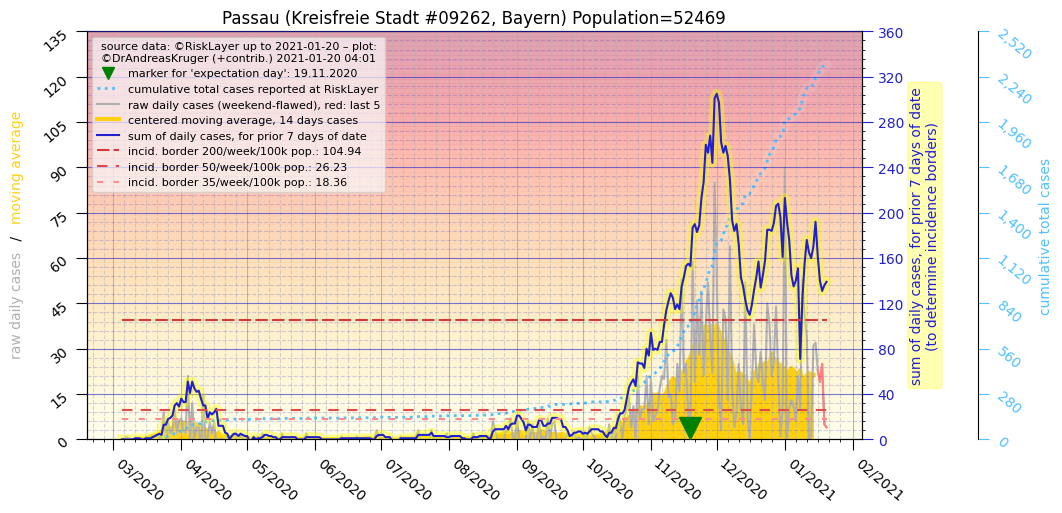 Passau (Kreisfreie Stadt #09262, Bayern) Population=52469
source data: ©RiskLayer up to 2021-01-20 – plot:
©DrAndreasKruger (+contrib.) 2021-01-20 04:01
marker for 'expectation day': 19.11.2020
cumulative total cases reported at RiskLayer
raw daily cases (weekend-flawed), red: last 5
centered moving average, 14 days cases
sum of daily cases, for prior 7 days of date
incid. border 200/week/100k pop.: 104.94
incid. border 50/week/100k pop.: 26.23
incid. border 35/week/100k pop.: 18.36
raw daily cases / moving average
135
120
105
90
75
60
45
30
15
0
360
320
280
240
200
160
120
80
40
0
sum of daily cases, for prior 7 days of date
(to determine incidence borders)
2,520
2,240
1,960
1,680
1,400
1,120
840
560
280
0
cumulative total cases
03/2020
04/2020
05/2020
06/2020
07/2020
08/2020
09/2020
10/2020
11/2020
12/2020
01/2021
02/2021